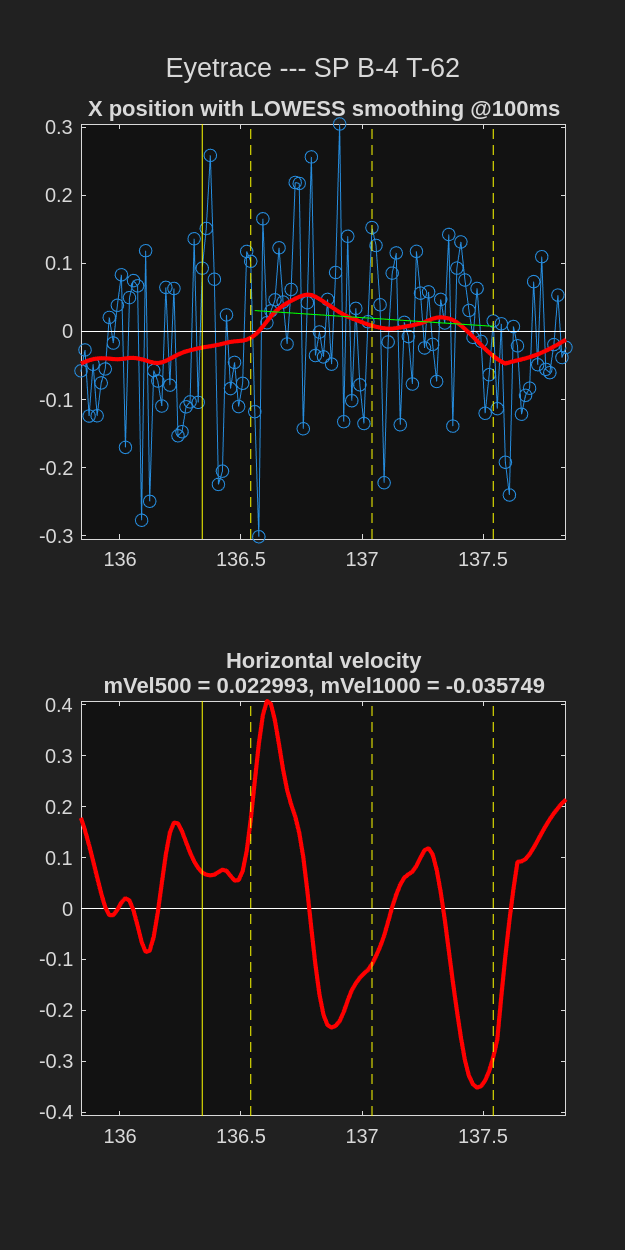 Eyetrace --- SP B-4 T-62
X position with LOWESS smoothing @100ms
0.3
0.2
0.1
0
-0.1
-0.2
-0.3
136 136.5 137 137.5
Horizontal velocity
mVel500 = 0.022993, mVel1000 = -0.035749
0.4
0.3
0.2
0.1
0
-0.1
-0.2
-0.3
-0.4
136 136.5 137 137.5